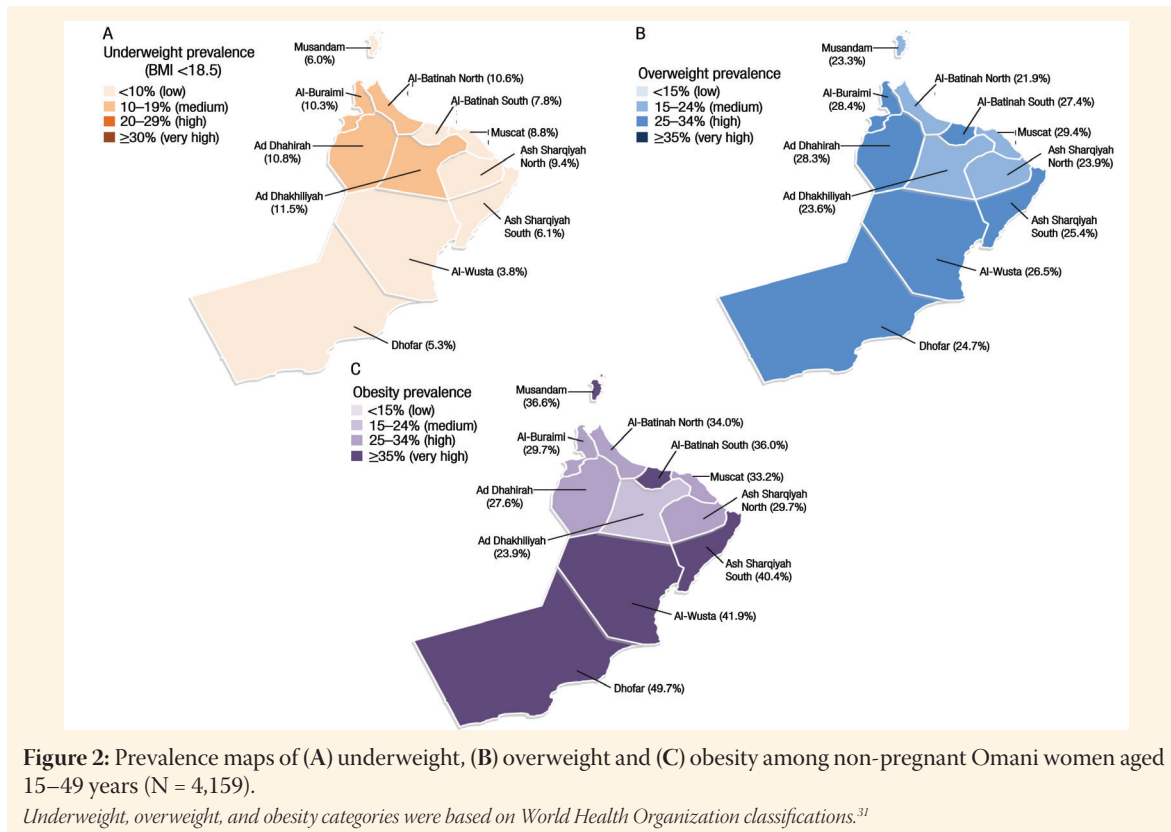 A
Underweight prevalence
(BMI <18.5)
<10% (low)
10–19% (medium)
20–29% (high)
≥30% (very high)
Musandam
(6.0%)
Al-Buraimi
(10.3%)
Al-Batinah North (10.6%)
Al-Batinah South (7.8%)
Muscat (8.8%)
Ad Dhahirah
(10.8%)
Ash Sharqiyah
North (9.4%)
Ad Dhakhiliyah
(11.5%)
Ash Sharqiyah
South (6.1%)
Al-Wusta (3.8%)
Dhofar (5.3%)
B
Overweight prevalence
<15% (low)
15–24% (medium)
25–34% (high)
≥35% (very high)
Musandam
(23.3%)
Al-Buraimi
(28.4%)
Al-Batinah North (21.9%)
Al-Batinah South (27.4%)
Muscat (29.4%)
Ad Dhahirah
(28.3%)
Ash Sharqiyah
North (23.9%)
Ad Dhakhiliyah
(23.6%)
Ash Sharqiyah
South (25.4%)
Al-Wusta (26.5%)
Dhofar (24.7%)
C
Obesity prevalence
<15% (low)
15–24% (medium)
25–34% (high)
≥35% (very high)
Musandam
(36.6%)
Al-Buraimi
(29.7%)
Al-Batinah North (34.0%)
Al-Batinah South (36.0%)
Muscat (33.2%)
Ad Dhahirah
(27.6%)
Ash Sharqiyah
North (29.7%)
Ad Dhakhiliyah
(23.9%)
Ash Sharqiyah
South (40.4%)
Al-Wusta (41.9%)
Dhofar (49.7%)
Figure 2: Prevalence maps of (A) underweight, (B) overweight and (C) obesity among non-pregnant Omani women aged
15–49 years (N = 4,159).
Underweight, overweight, and obesity categories were based on World Health Organization classifications.31